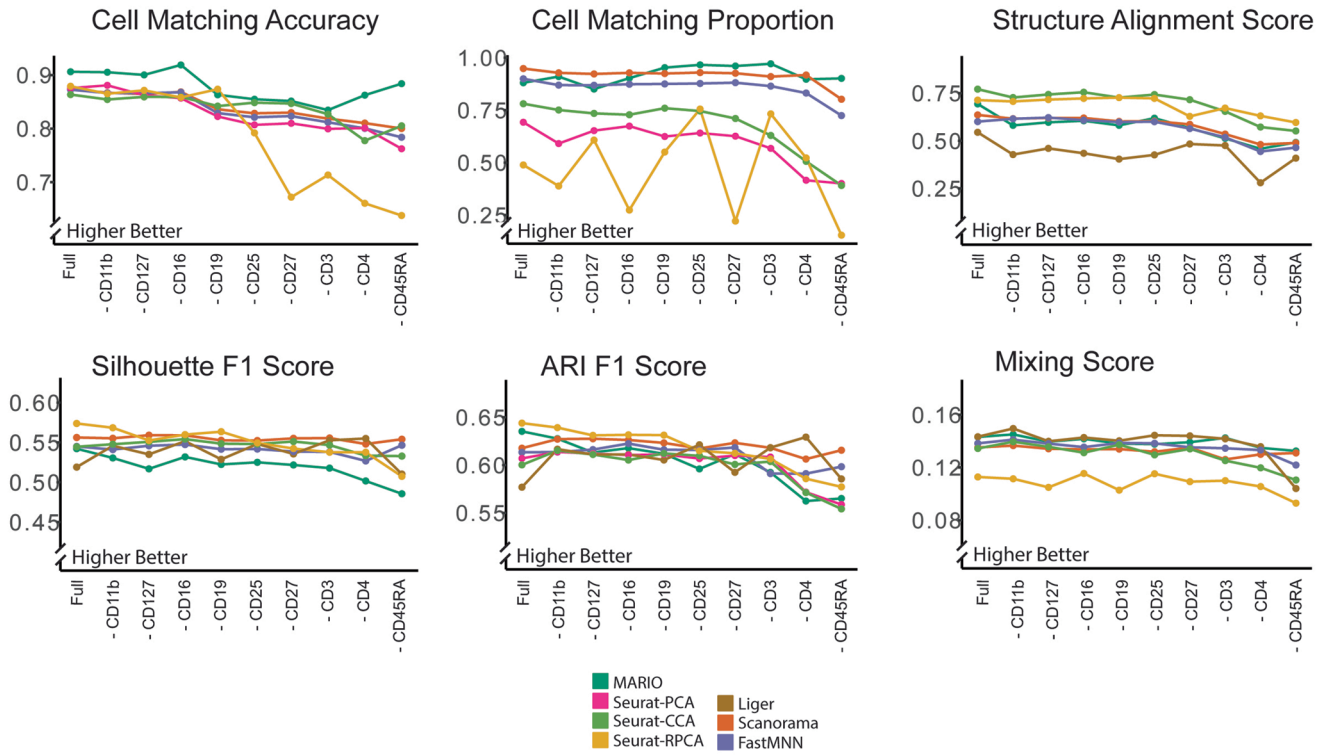 Cell Matching Accuracy
0.9
0.8
0.7
Higher Better
Full
- CD11b
- CD127
- CD16
- CD19
- CD25
- CD27
- CD3
- CD4
- CD45RA
Cell Matching Proportion
1.00
0.75
0.50
0.25
Higher Better
Full
- CD11b
- CD127
- CD16
- CD19
- CD25
- CD27
- CD3
- CD4
- CD45RA
Structure Alignment Score
0.75
0.50
0.25
Higher Better
Full
- CD11b
- CD127
- CD16
- CD19
- CD25
- CD27
- CD3
- CD4
- CD45RA
Silhouette F1 Score
0.60
0.55
0.50
0.45
Higher Better
Full
- CD11b
- CD127
- CD16
- CD19
- CD25
- CD27
- CD3
- CD4
- CD45RA
ARI F1 Score
0.65
0.60
0.55
Higher Better
Full
- CD11b
- CD127
- CD16
- CD19
- CD25
- CD27
- CD3
- CD4
- CD45RA
Mixing Score
0.16
0.12
0.08
Higher Better
Full
- CD11b
- CD127
- CD16
- CD19
- CD25
- CD27
- CD3
- CD4
- CD45RA
MARIO
Seurat-PCA
Seurat-CCA
Seurat-RPCA
Liger
Scanorama
FastMNN